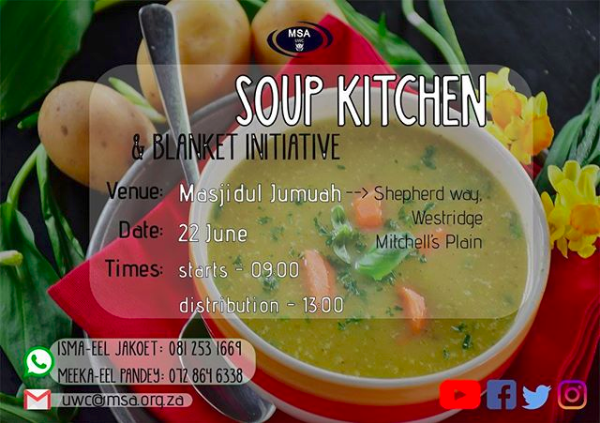 MSA
UWC
SOUP KITCHEN
& BLANKET INITIATIVE
Venue: Masjidul Jumuah --> Shepherd way,
Westridge
Mitchell's Plain
Date: 22 June
Times: starts - 09:00
distribution - 13:00
ISMA-EEL JAKOET: 081 253 1669
MEEKA-EEL PANDEY: 072 864 6338
uwc@msa.org.za